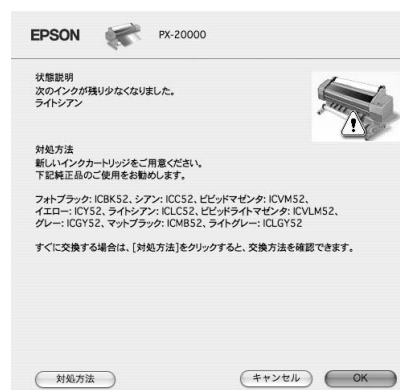 EPSON PX-20000
状態説明
次のインクが残り少なくなりました。
ライトシアン
対処方法
新しいインクカートリッジをご用意ください。
下記純正品のご使用をお勧めします。
フォトブラック: ICBK52、シアン: ICC52、ビビッドマゼンタ: ICVM52、
イエロー: ICY52、ライトシアン: ICLC52、ビビッドライトマゼンタ: ICVLM52、
グレー: ICGY52、マットブラック: ICMB52、ライトグレー: ICLGY52
すぐに交換する場合は、[対処方法]をクリックすると、交換方法を確認できます。
対処方法 キャンセル OK